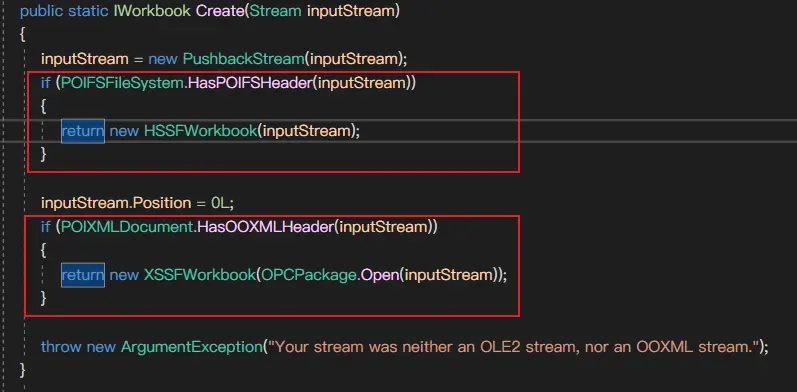 public static IWorkbook Create(Stream inputStream)
{
inputStream = new PushbackStream(inputStream);
if (POIFSFileSystem.HasPOIFSHeader(inputStream))
{
return new HSSFWorkbook(inputStream);
}
inputStream.Position = 0L;
if (POIXMLDocument.HasOOXMLHeader(inputStream))
{
return new XSSFWorkbook(OPCPackage.Open(inputStream));
}
throw new ArgumentException("Your stream was neither an OLE2 stream, nor an OOXML stream.");
}